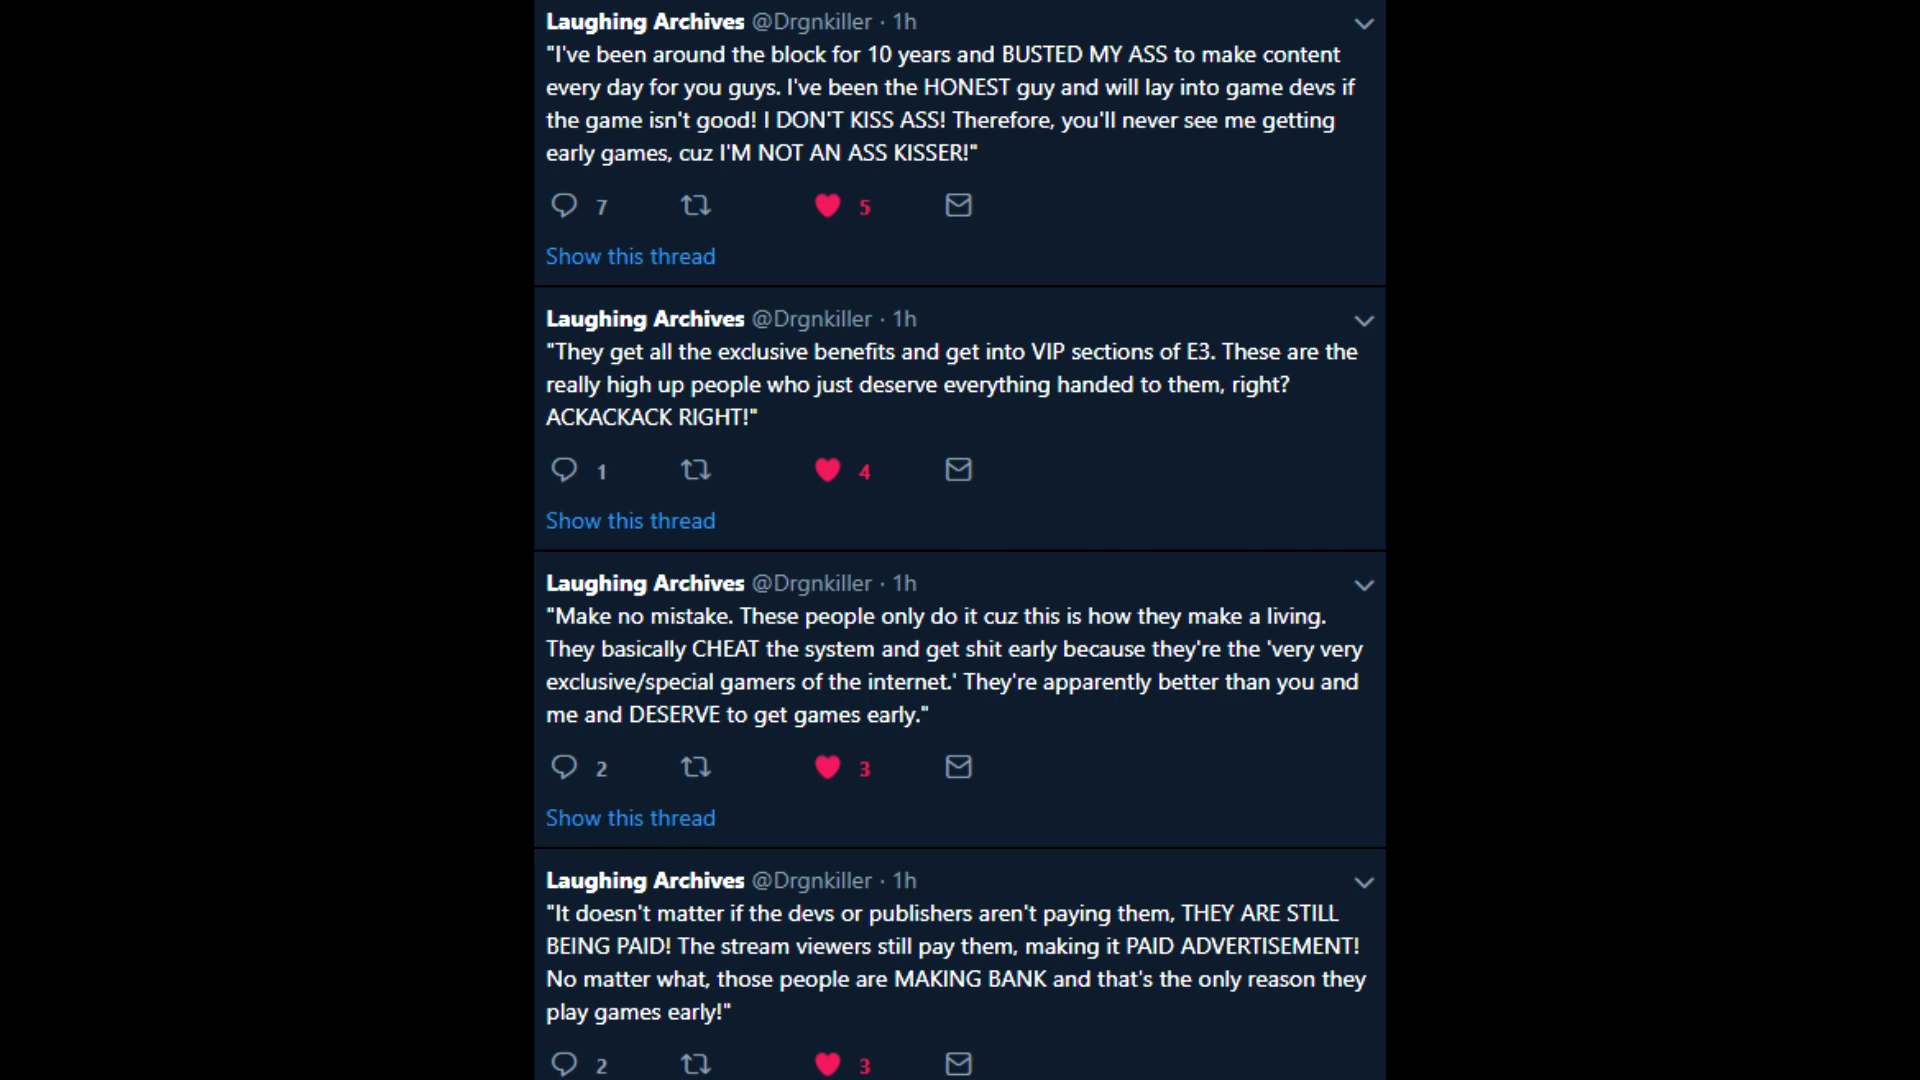 Laughing Archives @Drgnkiller · 1h
"I've been around the block for 10 years and BUSTED MY ASS to make content
every day for you guys. I've been the HONEST guy and will lay into game devs if
the game isn't good! I DON'T KISS ASS! Therefore, you'll never see me getting
early games, cuz I'M NOT AN ASS KISSER!"
7 5
Show this thread
Laughing Archives @Drgnkiller · 1h
"They get all the exclusive benefits and get into VIP sections of E3. These are the
really high up people who just deserve everything handed to them, right?
ACKACKACK RIGHT!"
1 4
Show this thread
Laughing Archives @Drgnkiller · 1h
"Make no mistake. These people only do it cuz this is how they make a living.
They basically CHEAT the system and get shit early because they're the 'very very
exclusive/special gamers of the internet.' They're apparently better than you and
me and DESERVE to get games early."
2 3
Show this thread
Laughing Archives @Drgnkiller · 1h
"It doesn't matter if the devs or publishers aren't paying them, THEY ARE STILL
BEING PAID! The stream viewers still pay them, making it PAID ADVERTISEMENT!
No matter what, those people are MAKING BANK and that's the only reason they
play games early!"
2 3